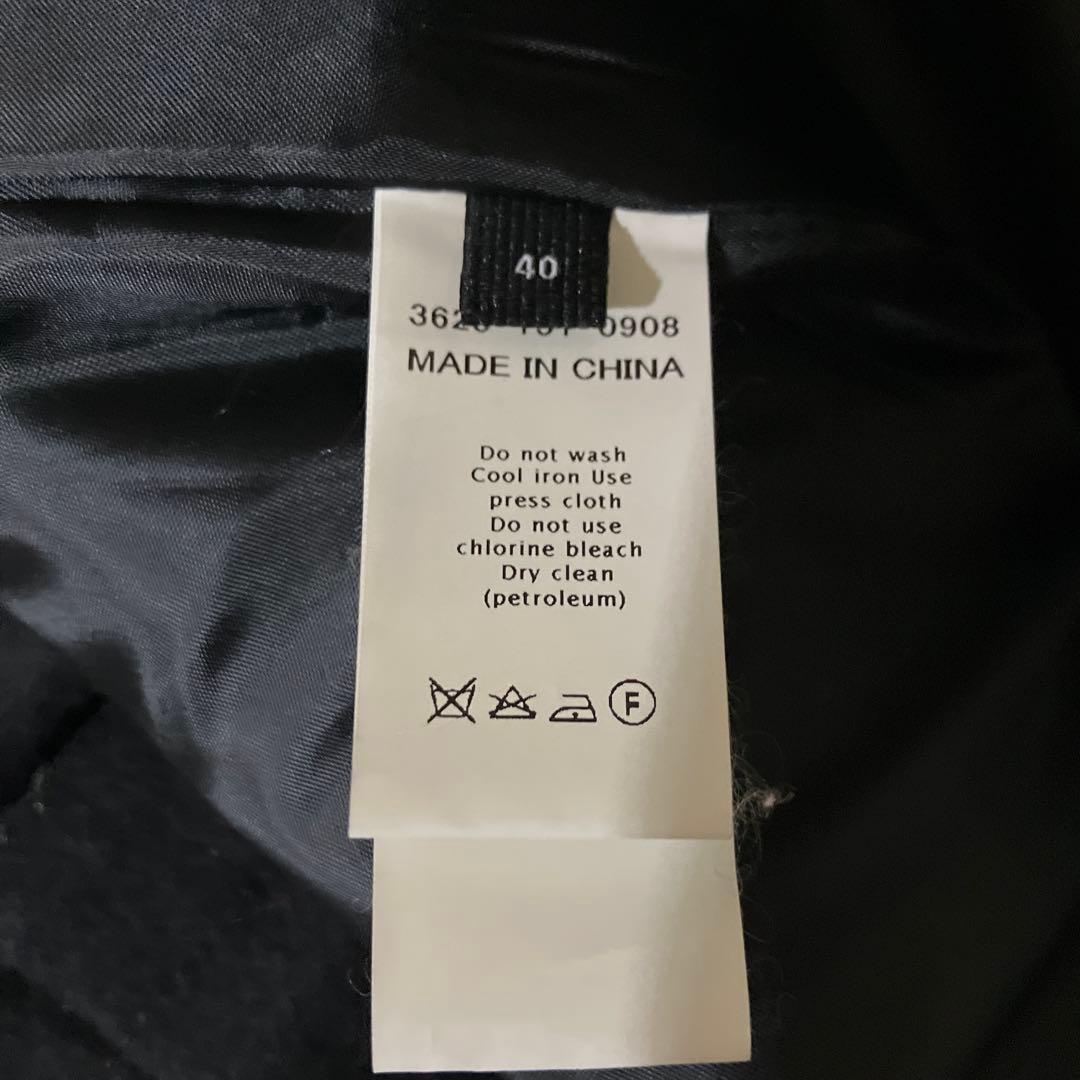 40
0908
MADE IN CHINA
Do not wash
Cool iron Use
press cloth
Do not use
chlorine bleach
Dry clean
(petroleum)
F